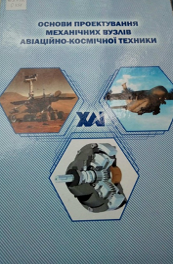 ОСНОВИ ПРОЕКТУВАННЯ
МЕХАНІЧНИХ ВУЗЛІВ
АВІАЦІЙНО-КОСМІЧНОЇ ТЕХНІКИ
ХАІ